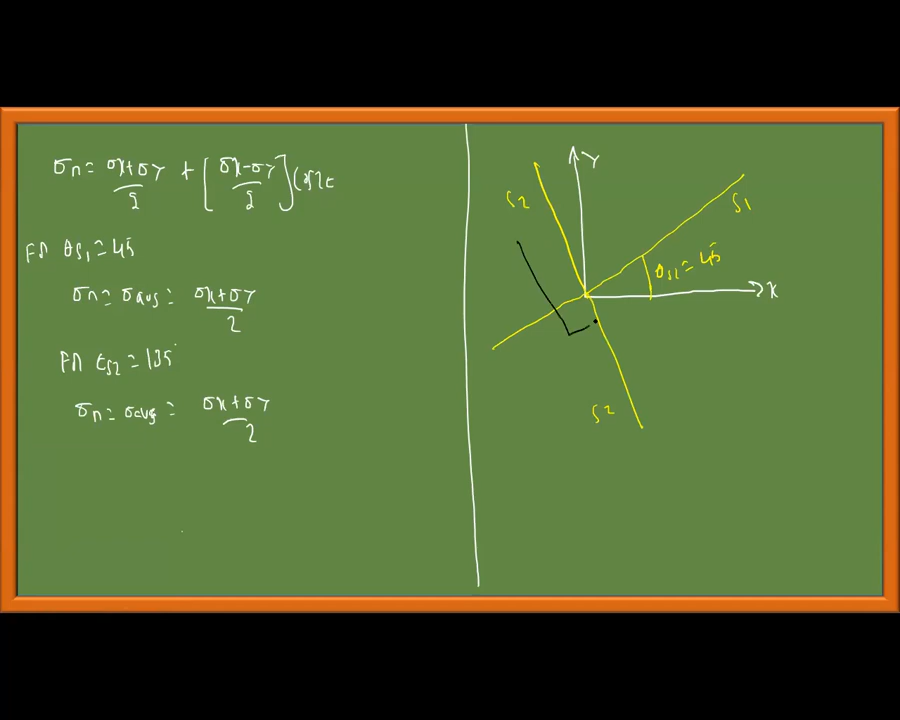 σn = σx+σy/2 + [σx-σy/2] cos2θ
For θs1 = 45
σn = σavg = σx+σy/2
For θs2 = 135°
σn = σavg = σx+σy/2
Y
S2
S1
θs1 = 45
X
S2